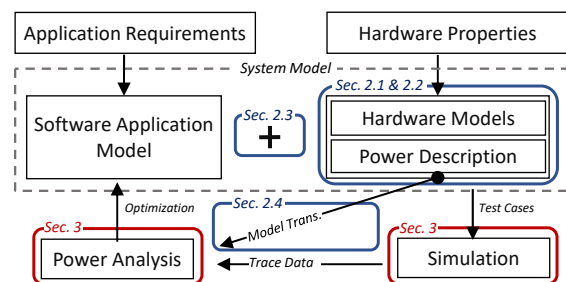 Application Requirements
Hardware Properties
System Model
Sec. 2.1 & 2.2
Sec. 2.3
Software Application
Model
+
Hardware Models
Power Description
Optimization
Sec. 2.4
Model Trans.
Test Cases
Sec. 3
Power Analysis
Trace Data
Sec. 3
Simulation